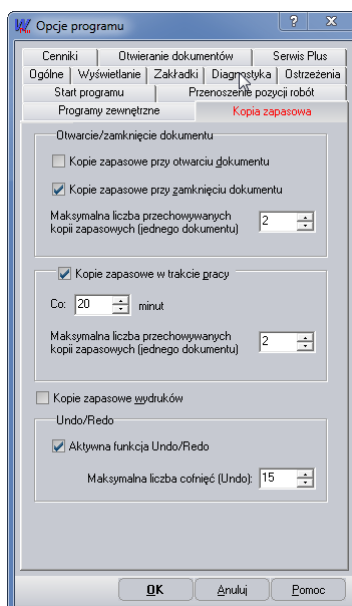 Opcje programu
Cenniki Otwieranie dokumentów Serwis Plus
Ogólne Wyświetlanie Zakładki Diagnostyka Ostrzeżenia
Start programu Przenoszenie pozycji robót
Programy zewnętrzne Kopia zapasowa
Otwarcie/zamknięcie dokumentu
Kopie zapasowe przy otwarciu dokumentu
Kopie zapasowe przy zamknięciu dokumentu
Maksymalna liczba przechowywanych
kopii zapasowych (jednego dokumentu) 2
Kopie zapasowe w trakcie pracy
Co: 20 minut
Maksymalna liczba przechowywanych
kopii zapasowych (jednego dokumentu) 2
Kopie zapasowe wydruków
Undo/Redo
Aktywna funkcja Undo/Redo
Maksymalna liczba cofnięć (Undo): 15
OK Anuluj Pomoc